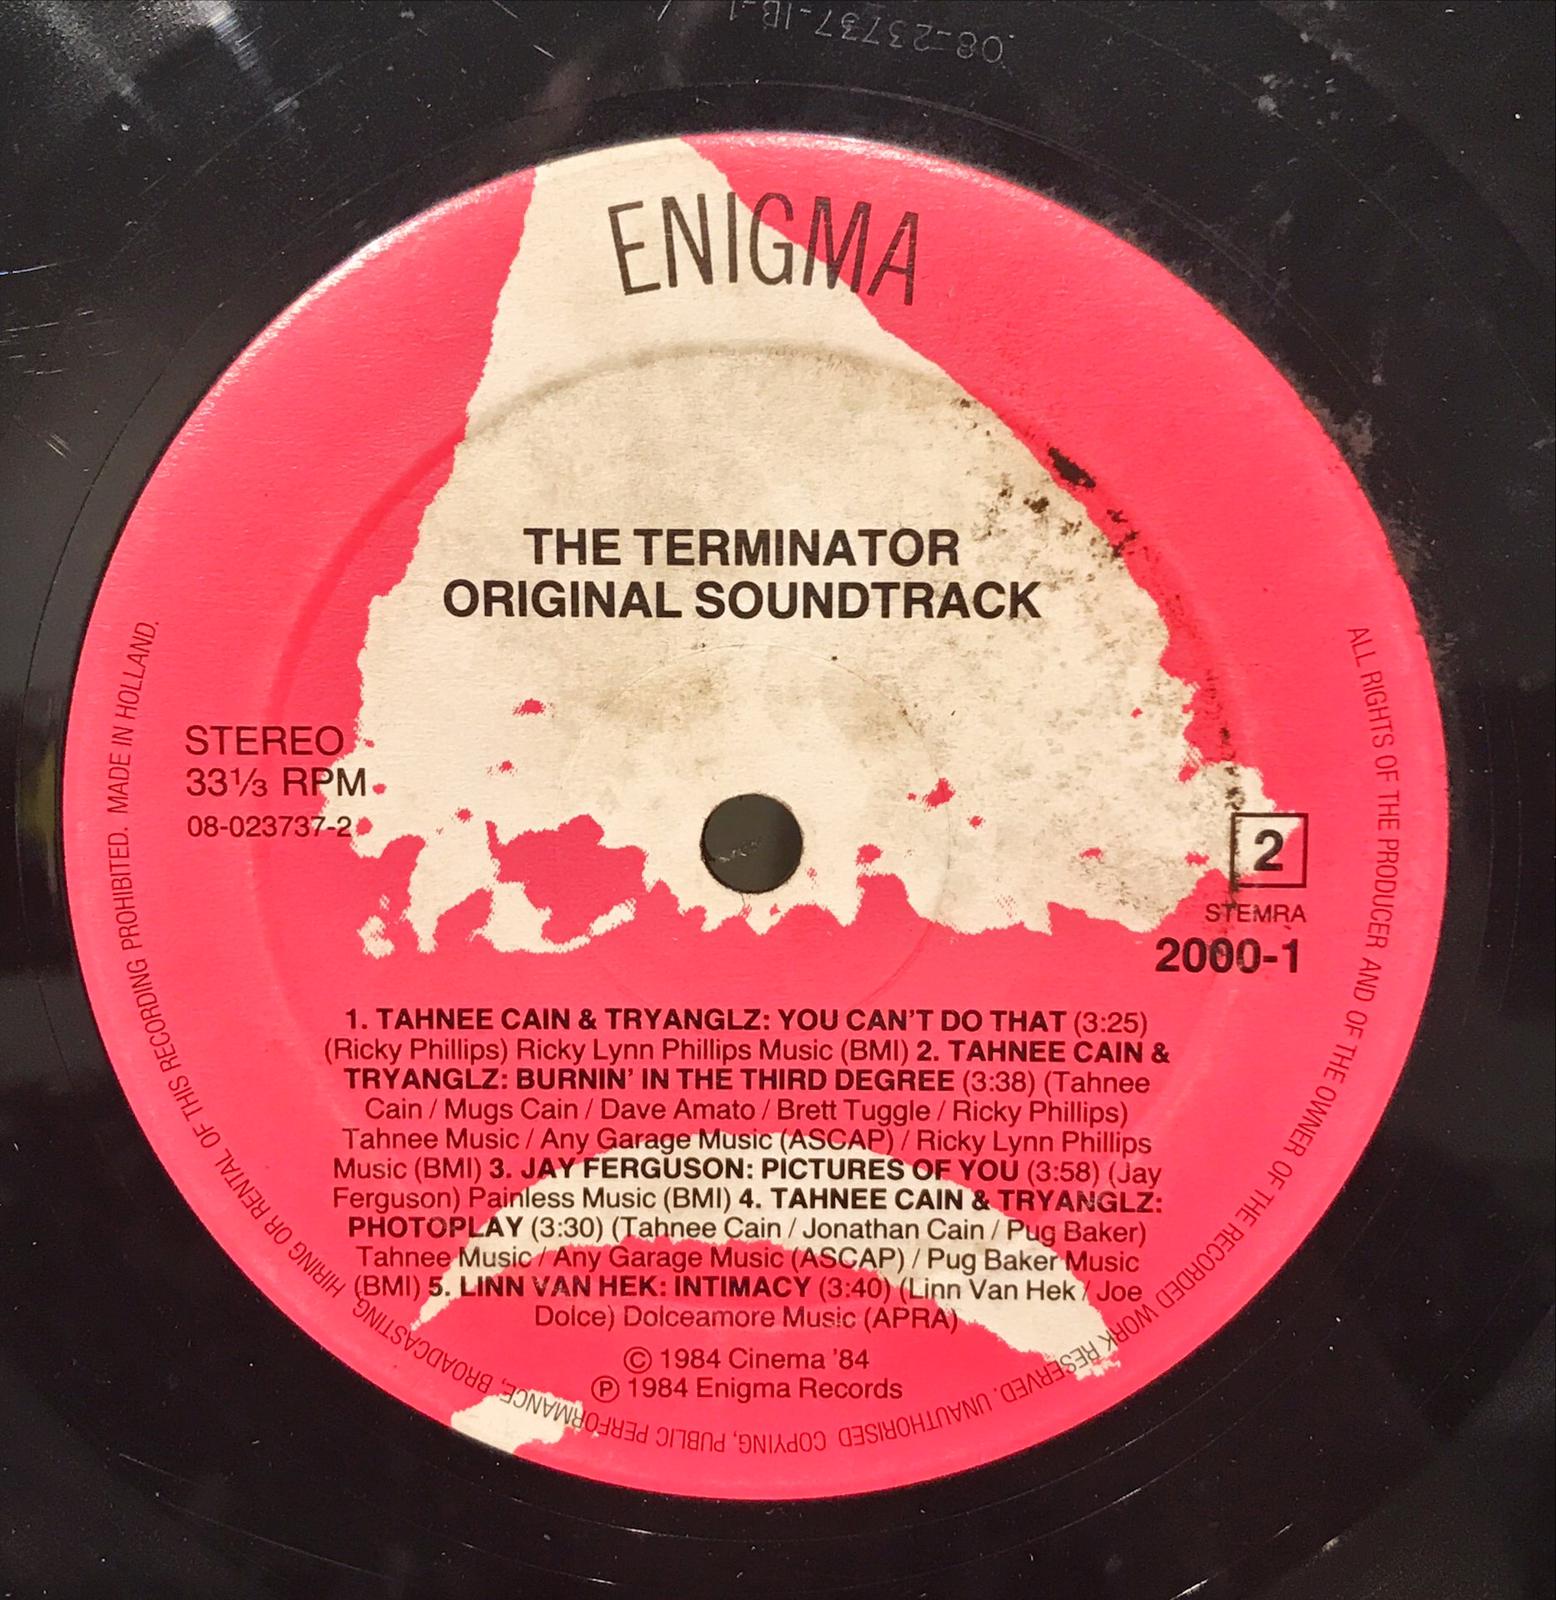 08-23737-1B-1
ENIGMA
THE TERMINATOR
ORIGINAL SOUNDTRACK
STEREO
33⅓ RPM
08-023737-2
2
STEMRA
2000-1
1. TAHNEE CAIN & TRYANGLZ: YOU CAN'T DO THAT (3:25)
(Ricky Phillips) Ricky Lynn Phillips Music (BMI) 2. TAHNEE CAIN &
TRYANGLZ: BURNIN' IN THE THIRD DEGREE (3:38) (Tahnee
Cain / Mugs Cain / Dave Amato / Brett Tuggle / Ricky Phillips)
Tahnee Music / Any Garage Music (ASCAP) / Ricky Lynn Phillips
Music (BMI) 3. JAY FERGUSON: PICTURES OF YOU (3:58) (Jay
Ferguson) Painless Music (BMI) 4. TAHNEE CAIN & TRYANGLZ:
PHOTOPLAY (3:30) (Tahnee Cain / Jonathan Cain / Pug Baker)
Tahnee Music / Any Garage Music (ASCAP) / Pug Baker Music
(BMI) 5. LINN VAN HEK: INTIMACY (3:40) (Linn Van Hek / Joe
Dolce) Dolceamore Music (APRA)
© 1984 Cinema '84
℗ 1984 Enigma Records
ALL RIGHTS OF THE PRODUCER AND OF THE OWNER OF THE RECORDED WORK RESERVED. UNAUTHORISED COPYING, PUBLIC PERFORMANCE, BROADCASTING, HIRING OR RENTAL OF THIS RECORDING PROHIBITED. MADE IN HOLLAND.